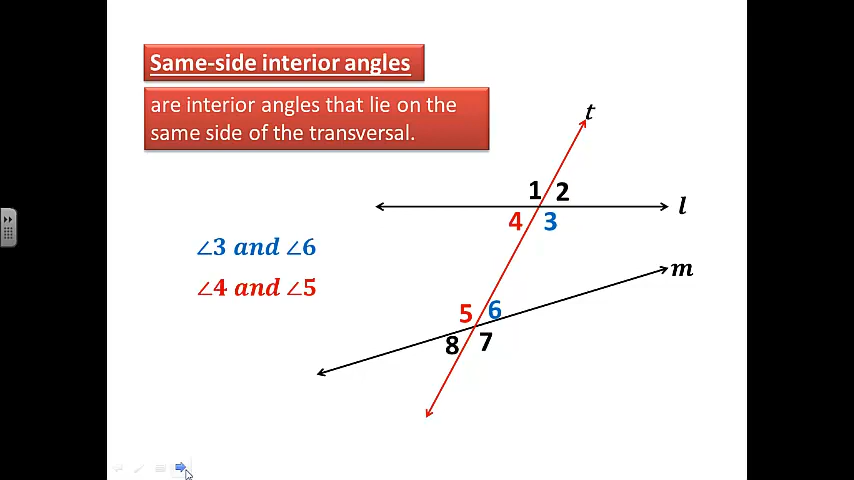 Same-side interior angles
are interior angles that lie on the
same side of the transversal.
t
1 2
l
4 3
∠3 and ∠6
m
∠4 and ∠5
5 6
8 7